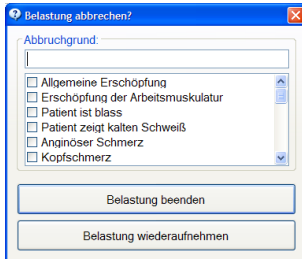 Belastung abbrechen?
Abbruchgrund:
Allgemeine Erschöpfung
Erschöpfung der Arbeitsmuskulatur
Patient ist blass
Patient zeigt kalten Schweiß
Anginöser Schmerz
Kopfschmerz
Belastung beenden
Belastung wiederaufnehmen